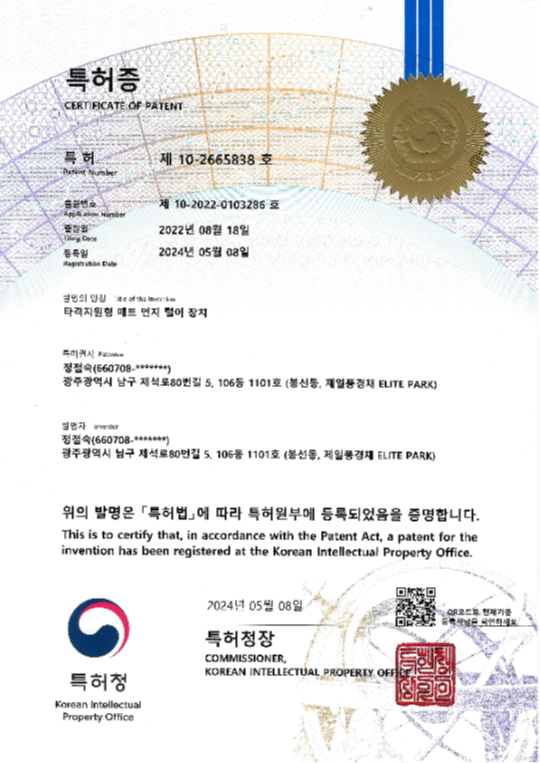 특허증
CERTIFICATE OF PATENT
특 허 제 10-2665838 호
Patent Number
출원번호 제 10-2022-0103286 호
Application Number
출원일 2022년 08월 18일
Filing Date
등록일 2024년 05월 08일
Registration Date
발명의 명칭 Title of the Invention
타격지원형 매트 먼지 털어 장치
특허권자 Patentee
정점숙(660708-*******)
광주광역시 남구 제석로80번길 5, 106동 1101호 (봉선동, 제일풍경채 ELITE PARK)
발명자 Inventor
정점숙(660708-*******)
광주광역시 남구 제석로80번길 5, 106동 1101호 (봉선동, 제일풍경채 ELITE PARK)
위의 발명은 「특허법」에 따라 특허원부에 등록되었음을 증명합니다.
This is to certify that, in accordance with the Patent Act, a patent for the
invention has been registered at the Korean Intellectual Property Office.
2024년 05월 08일
QR코드로 현재기준
등록사항을 확인하세요
특허청장
COMMISSIONER,
KOREAN INTELLECTUAL PROPERTY OFFICE
특허청
Korean Intellectual
Property Office